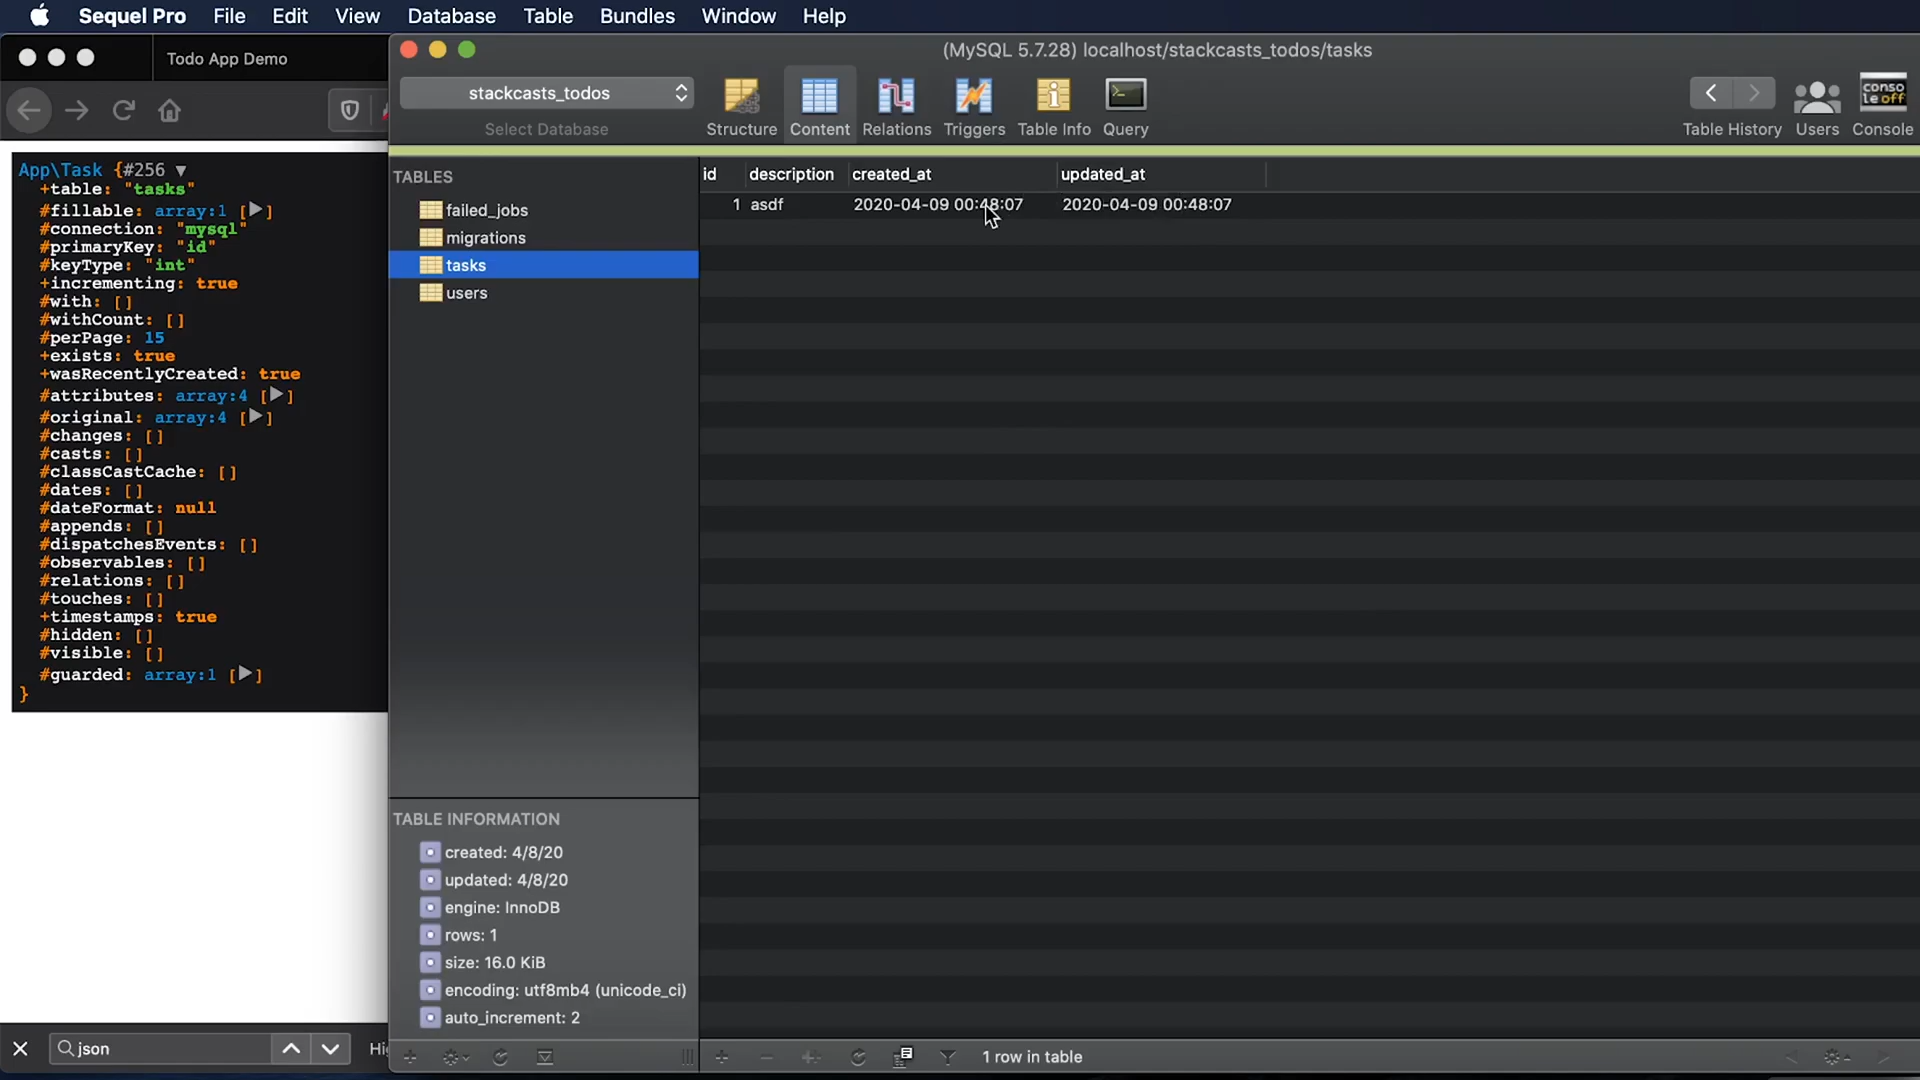 Sequel Pro File Edit View Database Table Bundles Window Help
Todo App Demo
(MySQL 5.7.28) localhost/stackcasts_todos/tasks
stackcasts_todos
Select Database
Structure Content Relations Triggers Table Info Query
Table History Users Console
conso
le off
App\Task {#256 ▼
+table: "tasks"
#fillable: array:1 [▶]
#connection: "mysql"
#primaryKey: "id"
#keyType: "int"
+incrementing: true
#with: []
#withCount: []
#perPage: 15
+exists: true
+wasRecentlyCreated: true
#attributes: array:4 [▶]
#original: array:4 [▶]
#changes: []
#casts: []
#classCastCache: []
#dates: []
#dateFormat: null
#appends: []
#dispatchesEvents: []
#observables: []
#relations: []
#touches: []
+timestamps: true
#hidden: []
#visible: []
#guarded: array:1 [▶]
}
json
TABLES
failed_jobs
migrations
tasks
users
id description created_at updated_at
1 asdf 2020-04-09 00:48:07 2020-04-09 00:48:07
TABLE INFORMATION
created: 4/8/20
updated: 4/8/20
engine: InnoDB
rows: 1
size: 16.0 KiB
encoding: utf8mb4 (unicode_ci)
auto_increment: 2
1 row in table